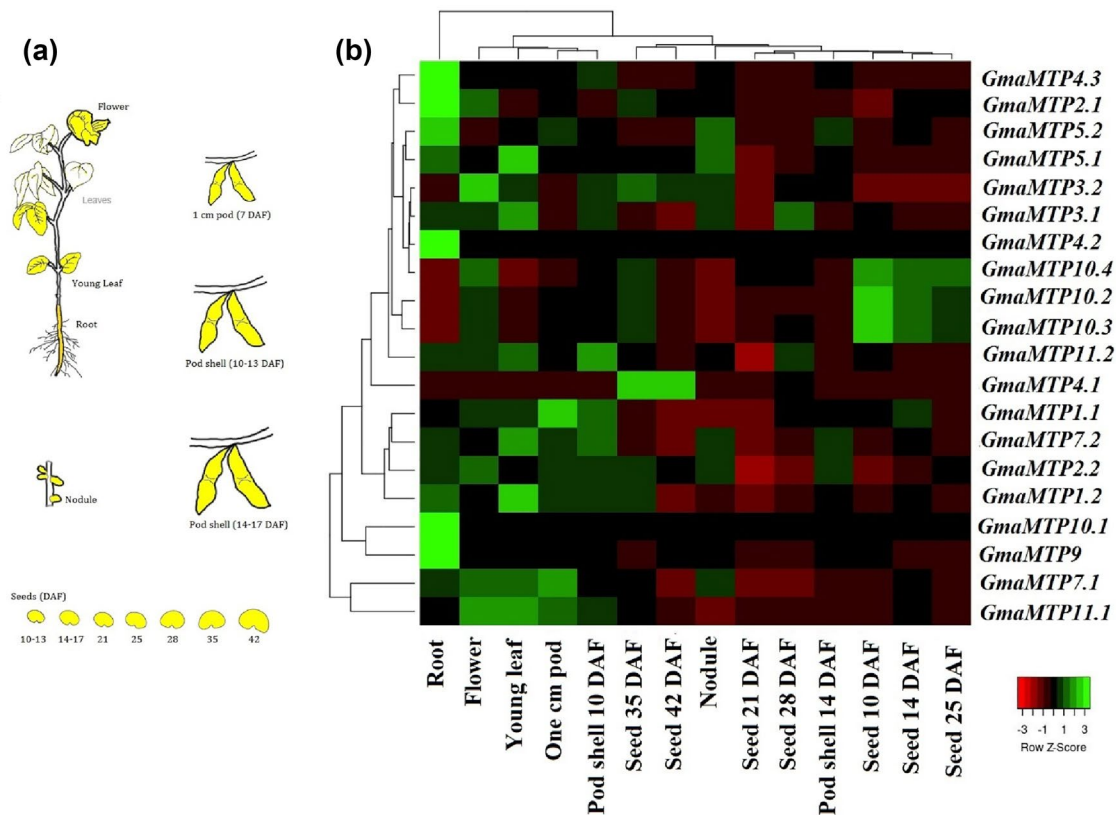 (a)
Flower
Leaves
Young Leaf
Root
Nodule
1 cm pod (7 DAF)
Pod shell (10-13 DAF)
Pod shell (14-17 DAF)
Seeds (DAF)
10-13 14-17 21 25 28 35 42
(b)
GmaMTP4.3
GmaMTP2.1
GmaMTP5.2
GmaMTP5.1
GmaMTP3.2
GmaMTP3.1
GmaMTP4.2
GmaMTP10.4
GmaMTP10.2
GmaMTP10.3
GmaMTP11.2
GmaMTP4.1
GmaMTP1.1
GmaMTP7.2
GmaMTP2.2
GmaMTP1.2
GmaMTP10.1
GmaMTP9
GmaMTP7.1
GmaMTP11.1
Root
Flower
Young leaf
One cm pod
Pod shell 10 DAF
Seed 35 DAF
Seed 42 DAF
Nodule
Seed 21 DAF
Seed 28 DAF
Pod shell 14 DAF
Seed 10 DAF
Seed 14 DAF
Seed 25 DAF
-3 -1 1 3
Row Z-Score